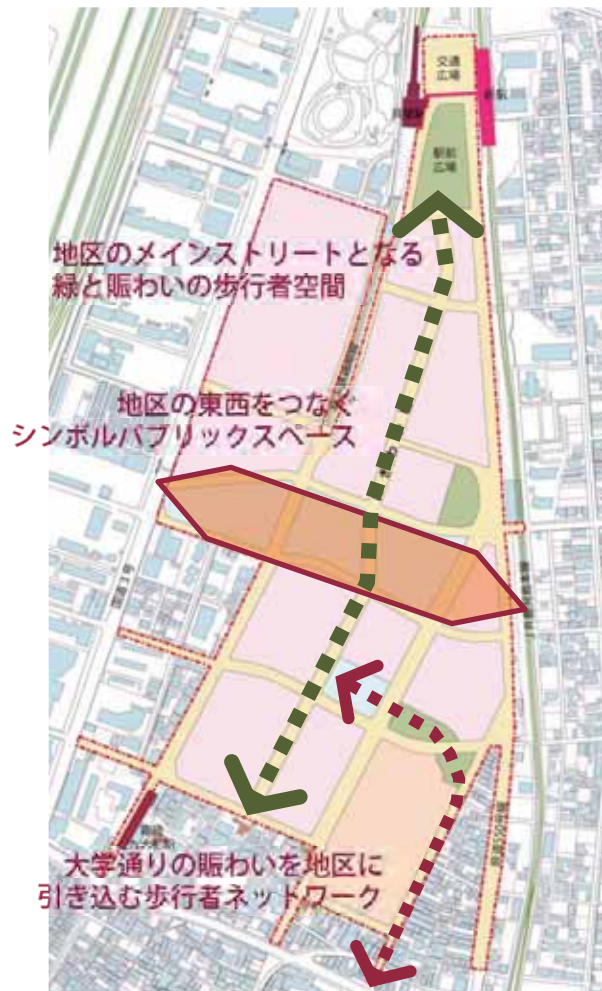 交通
広場
駅前
広場
地区のメインストリートとなる
緑と賑わいの歩行者空間
地区の東西をつなぐ
シンボルパブリックスペース
国道1号
大学通りの賑わいを地区に
引き込む歩行者ネットワーク